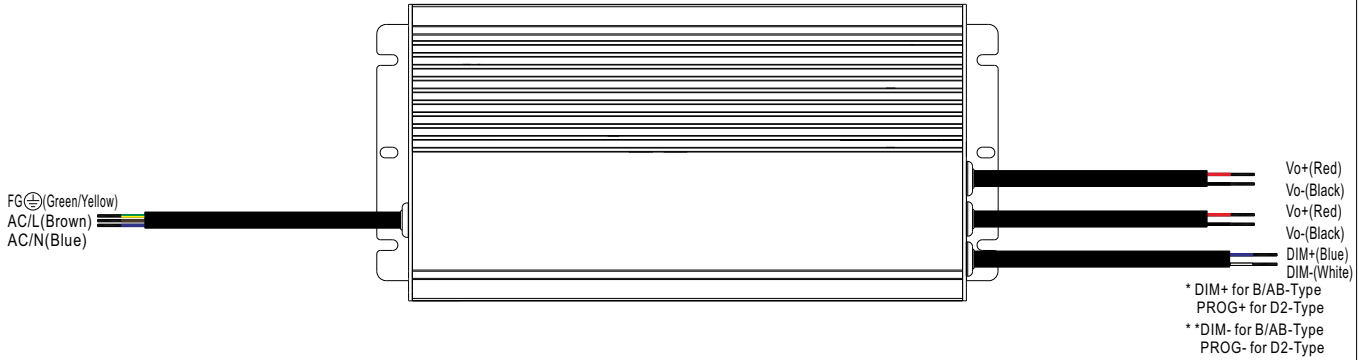 FG⏚(Green/Yellow)
AC/L(Brown)
AC/N(Blue)
Vo+(Red)
Vo-(Black)
Vo+(Red)
Vo-(Black)
DIM+(Blue)
DIM-(White)
* DIM+ for B/AB-Type
PROG+ for D2-Type
* *DIM- for B/AB-Type
PROG- for D2-Type